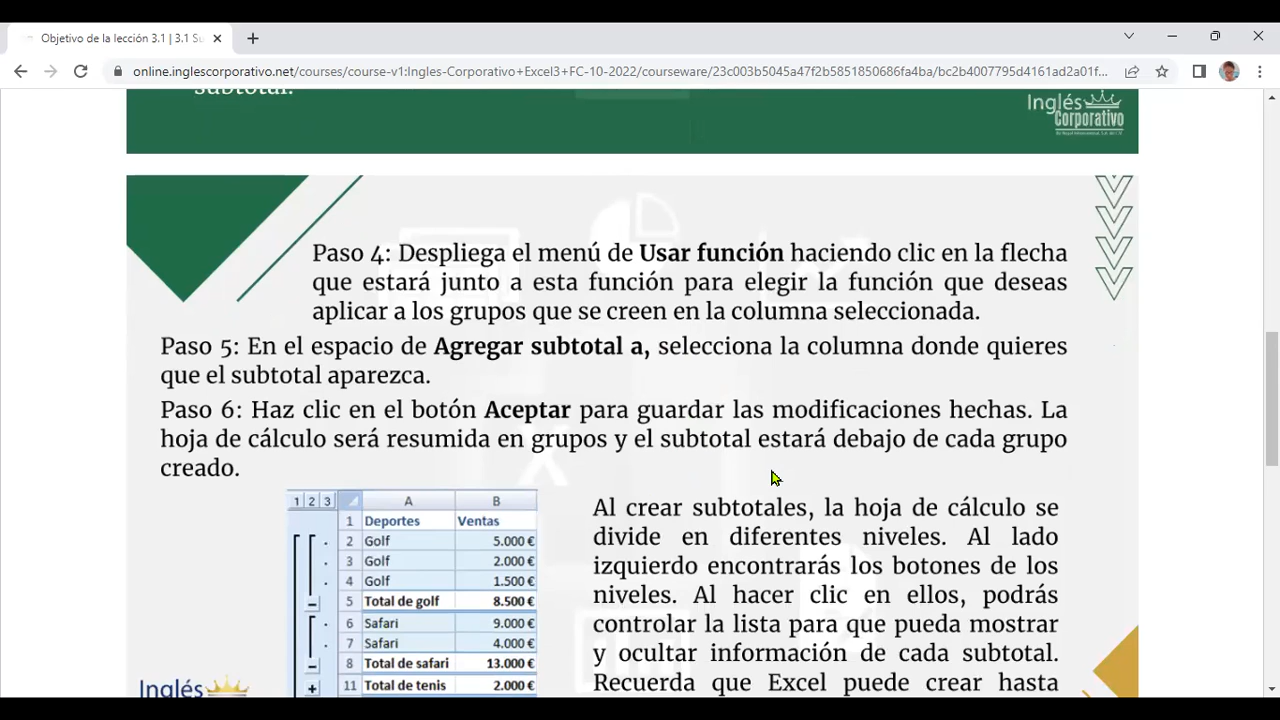 Objetivo de la lección 3.1 | 3.1 Su
online.inglescorporativo.net/courses/course-v1:Ingles-Corporativo+Excel3+FC-10-2022/courseware/23c003b5045a47f2b5851850686fa4ba/bc2b4007795d4161ad2a01f...
subtotal.
Inglés
Corporativo
Paso 4: Despliega el menú de Usar función haciendo clic en la flecha
que estará junto a esta función para elegir la función que deseas
aplicar a los grupos que se creen en la columna seleccionada.
Paso 5: En el espacio de Agregar subtotal a, selecciona la columna donde quieres
que el subtotal aparezca.
Paso 6: Haz clic en el botón Aceptar para guardar las modificaciones hechas. La
hoja de cálculo será resumida en grupos y el subtotal estará debajo de cada grupo
creado.
1 2 3 A B
1 Deportes Ventas
2 Golf 5.000 €
3 Golf 2.000 €
4 Golf 1.500 €
5 Total de golf 8.500 €
6 Safari 9.000 €
7 Safari 4.000 €
8 Total de safari 13.000 €
11 Total de tenis 2.000 €
Al crear subtotales, la hoja de cálculo se
divide en diferentes niveles. Al lado
izquierdo encontrarás los botones de los
niveles. Al hacer clic en ellos, podrás
controlar la lista para que pueda mostrar
y ocultar información de cada subtotal.
Recuerda que Excel puede crear hasta
Inglés